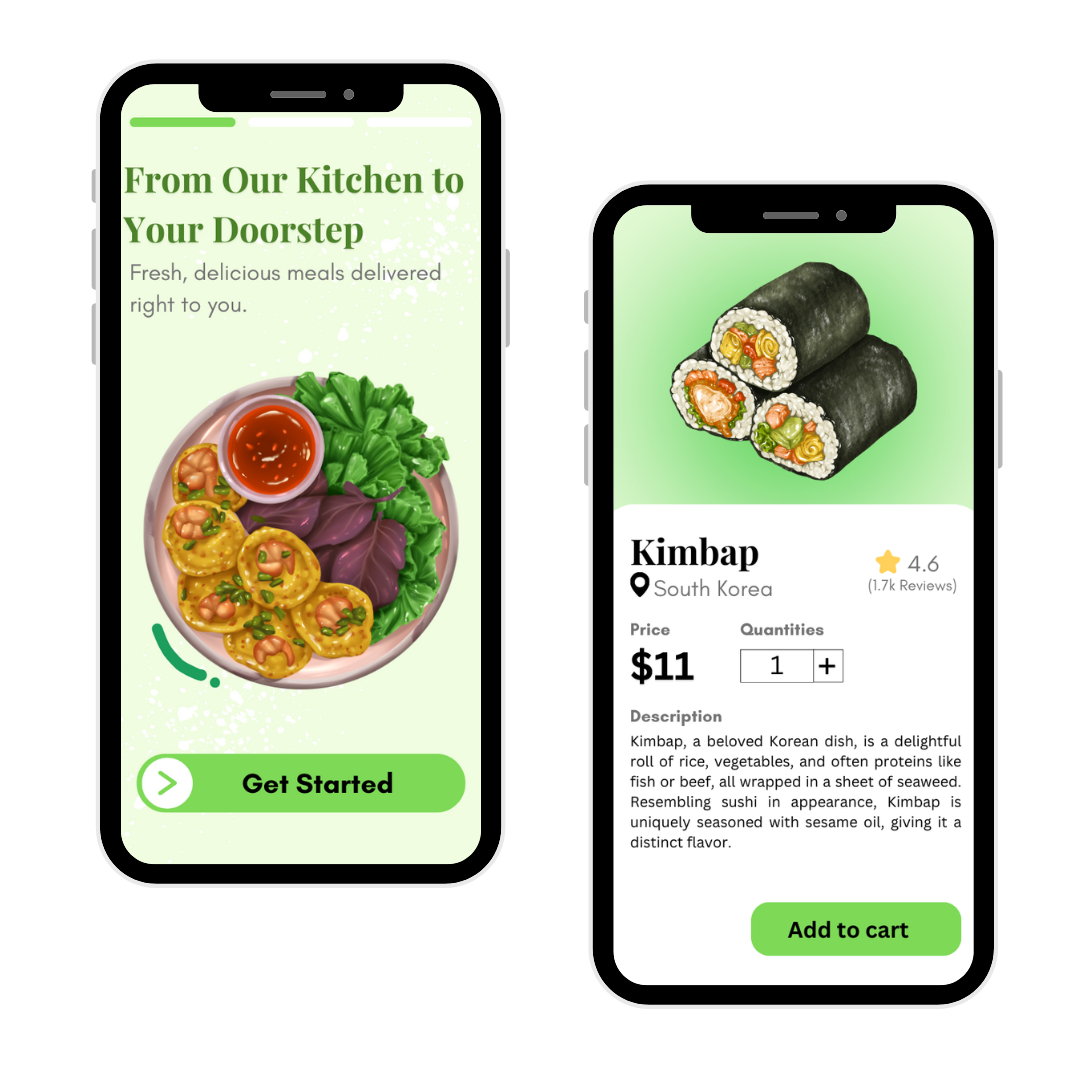 From Our Kitchen to
Your Doorstep
Fresh, delicious meals delivered
right to you.
Get Started
Kimbap
South Korea
4.6
(1.7k Reviews)
Price
Quantities
$11
1 +
Description
Kimbap, a beloved Korean dish, is a delightful
roll of rice, vegetables, and often proteins like
fish or beef, all wrapped in a sheet of seaweed.
Resembling sushi in appearance, Kimbap is
uniquely seasoned with sesame oil, giving it a
distinct flavor.
Add to cart